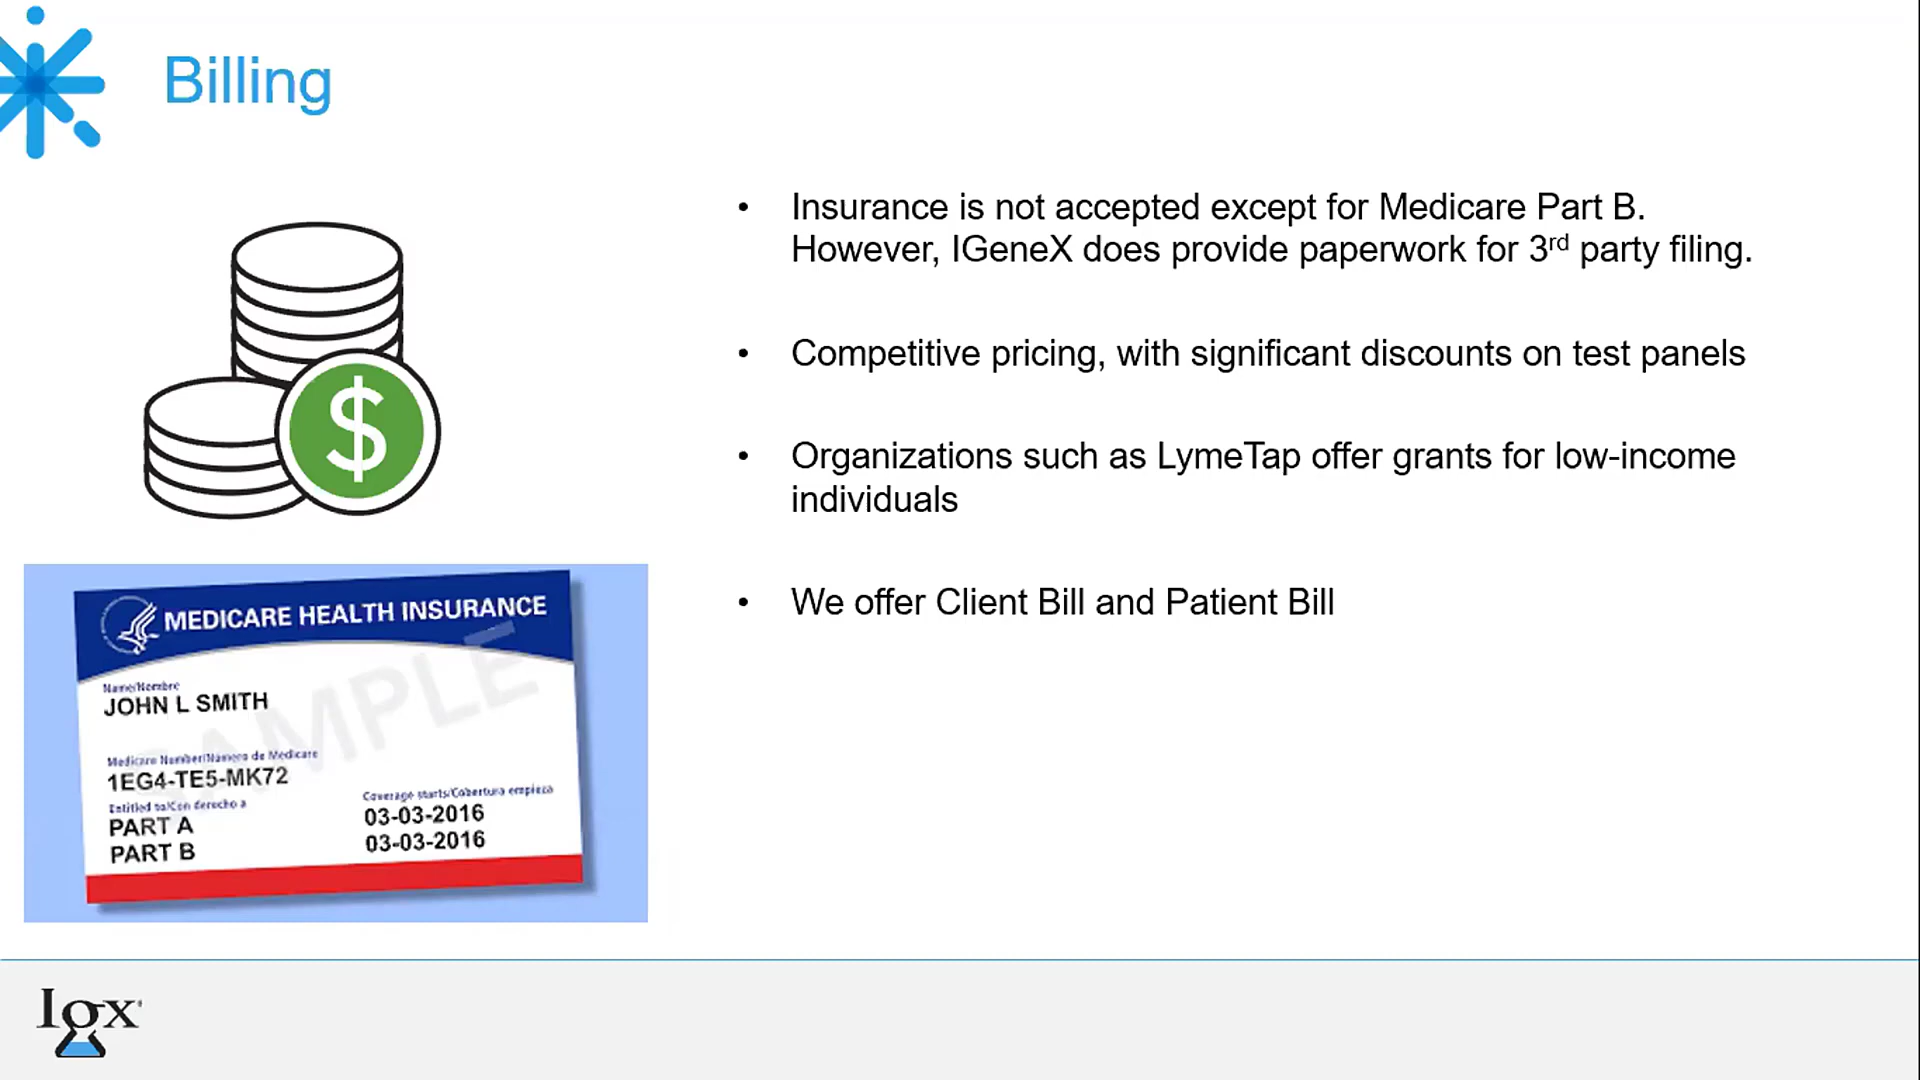 Billing
• Insurance is not accepted except for Medicare Part B.
However, IGeneX does provide paperwork for 3rd party filing.
• Competitive pricing, with significant discounts on test panels
• Organizations such as LymeTap offer grants for low-income
individuals
• We offer Client Bill and Patient Bill
$
MEDICARE HEALTH INSURANCE
SAMPLE
Name/Nombre
JOHN L SMITH
Medicare Number/Número de Medicare
1EG4-TE5-MK72
Entitled to/Con derecho a
Coverage starts/Cobertura empieza
PART A
03-03-2016
PART B
03-03-2016
IgX